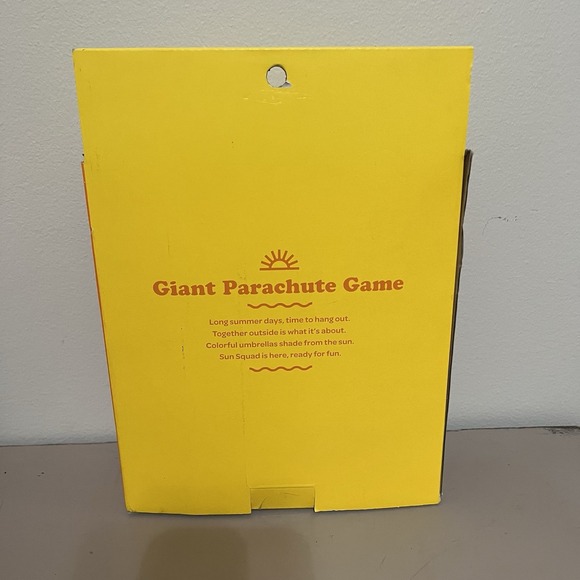 Giant Parachute Game
Long summer days, time to hang out.
Together outside is what it's about.
Colorful umbrellas shade from the sun.
Sun Squad is here, ready for fun.